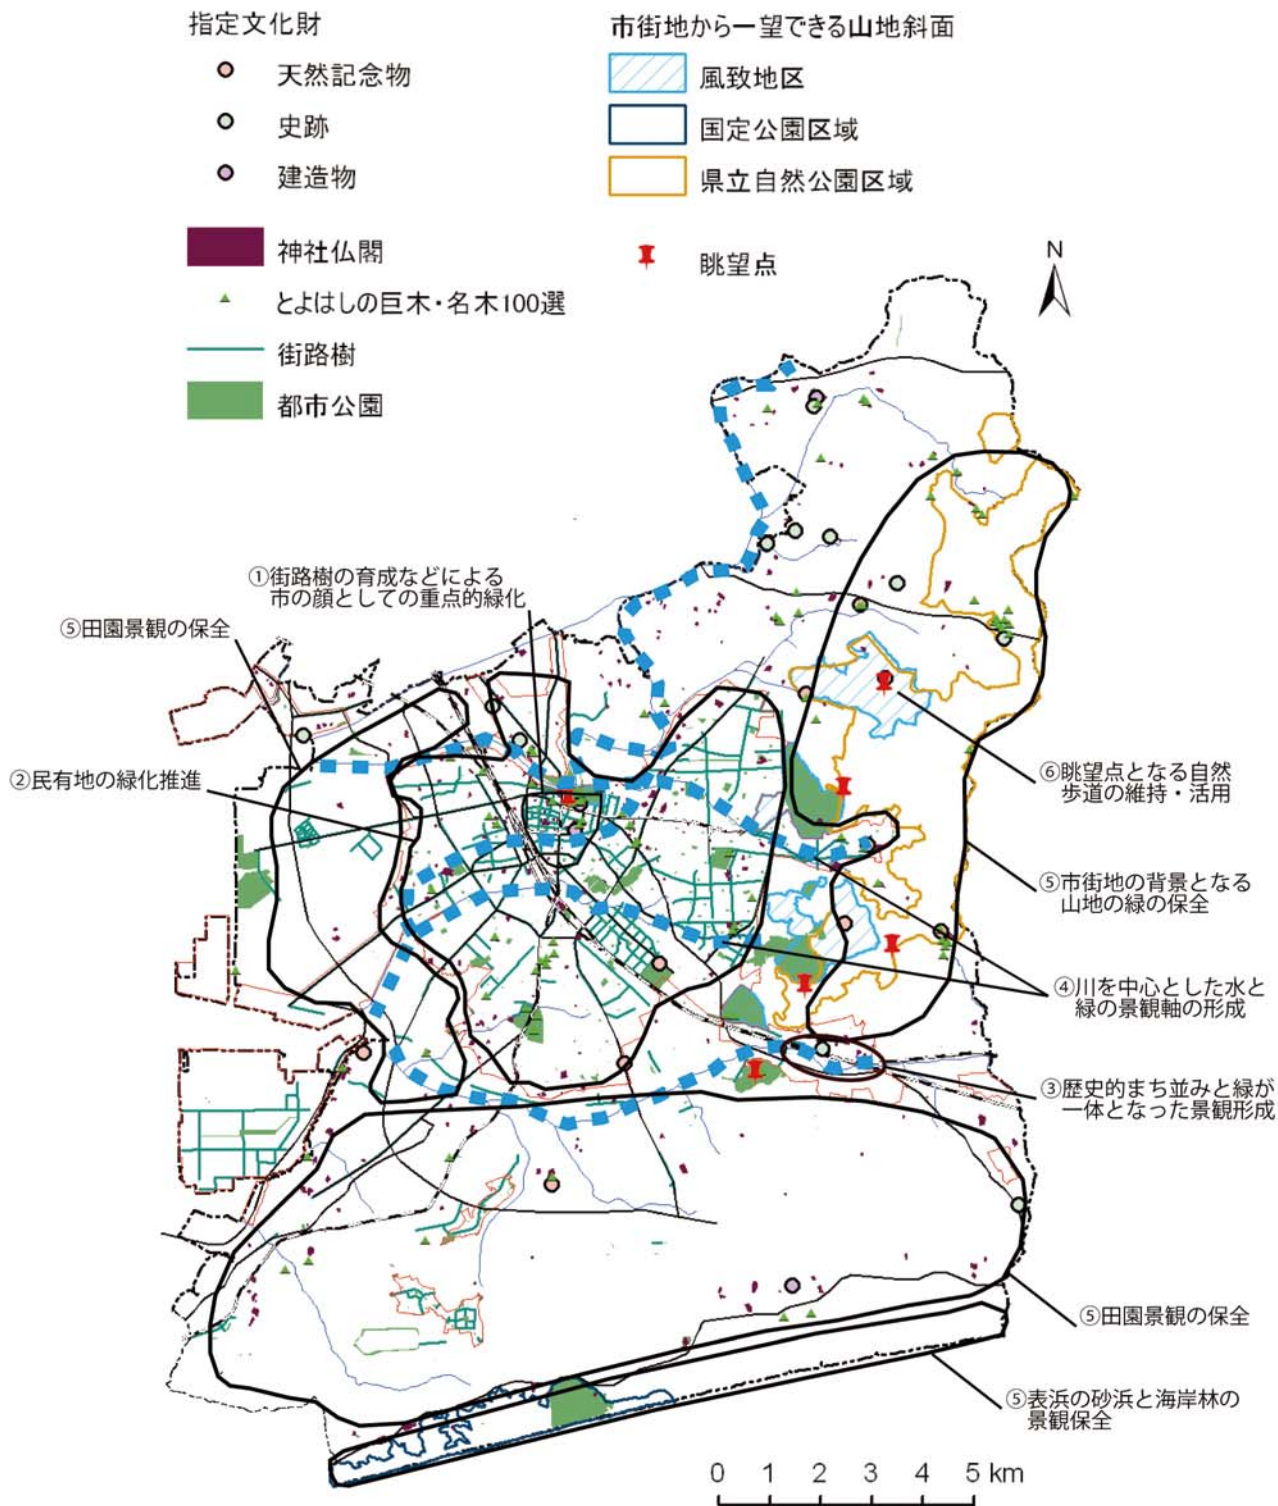 指定文化財
天然記念物
史跡
建造物
神社仏閣
とよはしの巨木・名木100選
街路樹
都市公園
市街地から一望できる山地斜面
風致地区
国定公園区域
県立自然公園区域
眺望点
N
①街路樹の育成などによる
市の顔としての重点的緑化
⑤田園景観の保全
②民有地の緑化推進
⑥眺望点となる自然
歩道の維持・活用
⑤市街地の背景となる
山地の緑の保全
④川を中心とした水と
緑の景観軸の形成
③歴史的まち並みと緑が
一体となった景観形成
⑤田園景観の保全
⑤表浜の砂浜と海岸林の
景観保全
0 1 2 3 4 5 km